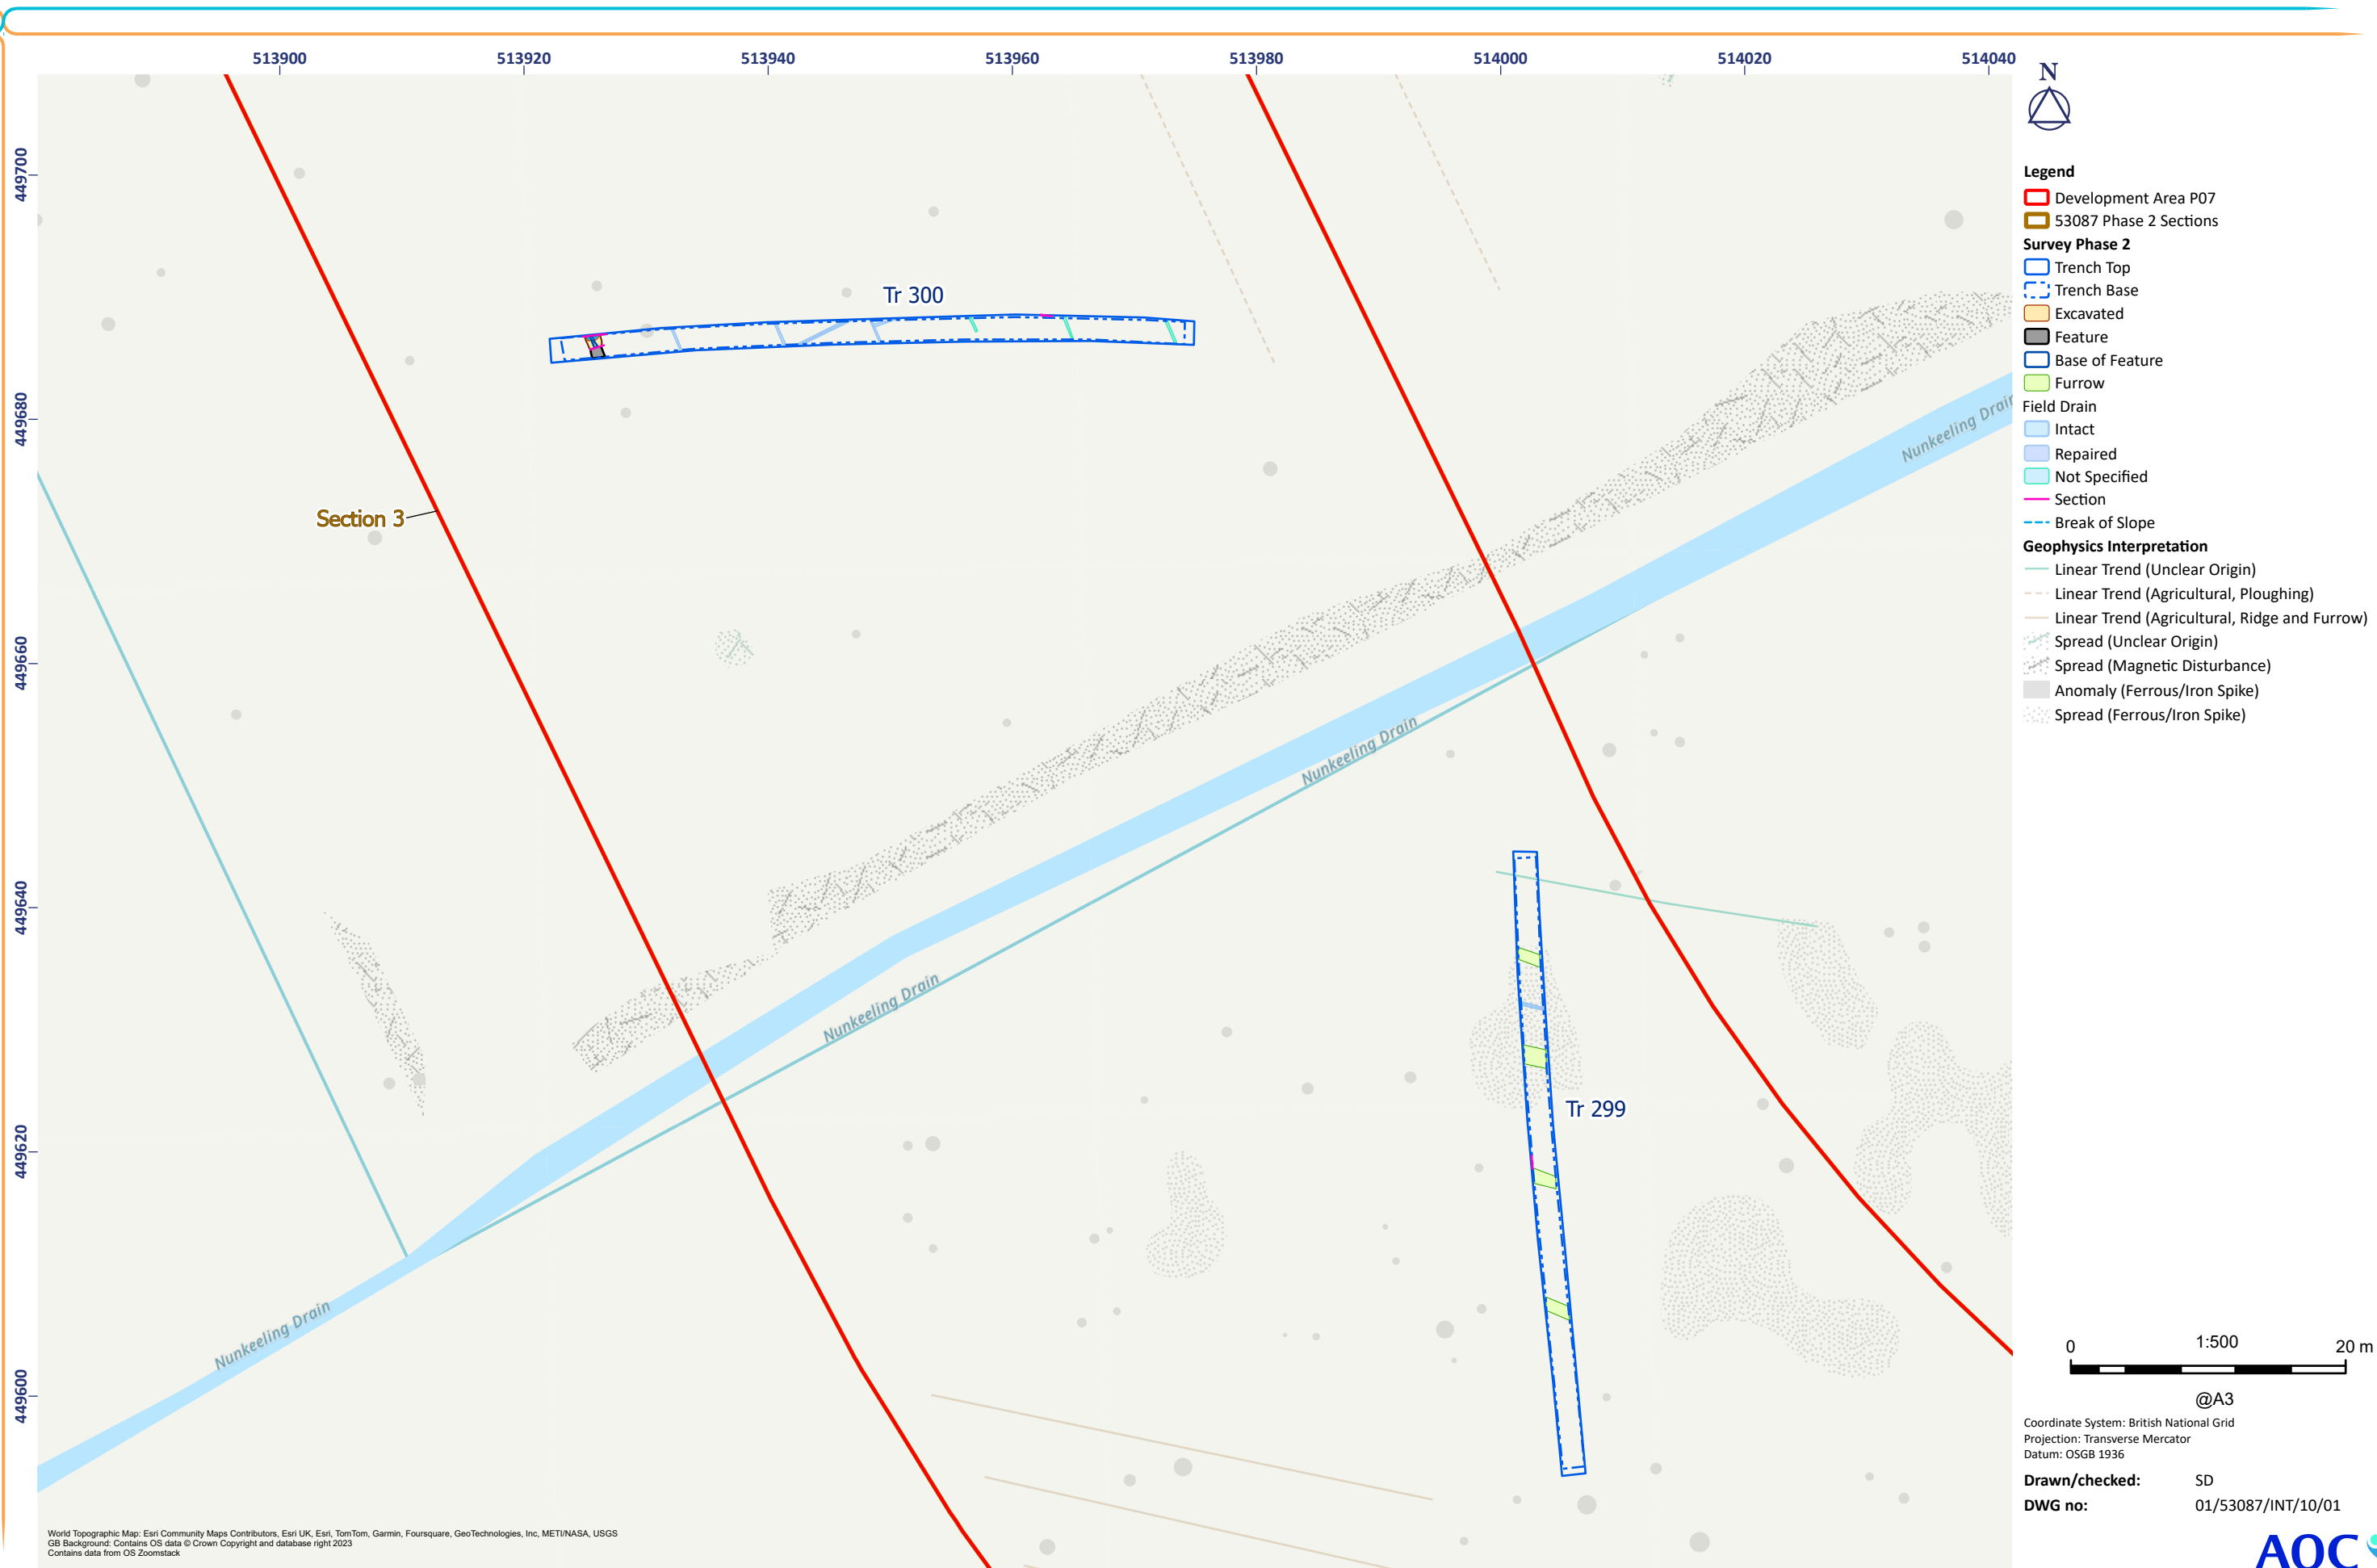 513900 513920 513940 513960 513980 514000 514020 514040
449700
449680
449660
449640
449620
449600
Tr 300
Section 3
Tr 299
Nunkeeling Drain
Nunkeeling Drain
Nunkeeling Drain
Nunkeeling Drain
World Topographic Map: Esri Community Maps Contributors, Esri UK, Esri, TomTom, Garmin, Foursquare, GeoTechnologies, Inc, METI/NASA, USGS
GB Background: Contains OS data © Crown Copyright and database right 2023
Contains data from OS Zoomstack
N
Legend
Development Area P07
53087 Phase 2 Sections
Survey Phase 2
Trench Top
Trench Base
Excavated
Feature
Base of Feature
Furrow
Field Drain
Intact
Repaired
Not Specified
Section
Break of Slope
Geophysics Interpretation
Linear Trend (Unclear Origin)
Linear Trend (Agricultural, Ploughing)
Linear Trend (Agricultural, Ridge and Furrow)
Spread (Unclear Origin)
Spread (Magnetic Disturbance)
Anomaly (Ferrous/Iron Spike)
Spread (Ferrous/Iron Spike)
0 1:500 20 m
@A3
Coordinate System: British National Grid
Projection: Transverse Mercator
Datum: OSGB 1936
Drawn/checked: SD
DWG no: 01/53087/INT/10/01
AOC